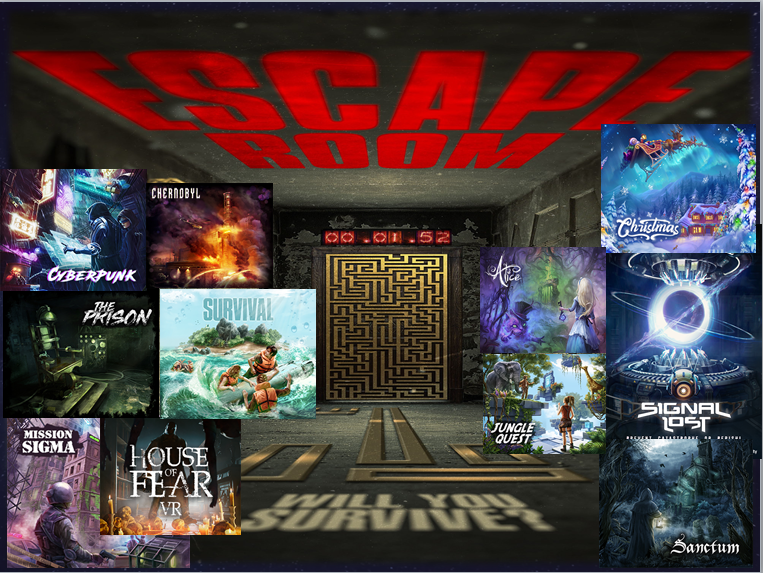 ESCAPE
ROOM
Christmas
CHERNOBYL
00 .01 .52
CYBERPUNK
Alice
THE
PRISON
SURVIVAL
SIGNAL
LOST
JUNGLE
QUEST
MISSION
SIGMA
HOUSE
OF
FEAR
VR
WILL YOU
SURVIVE?
Sanctum